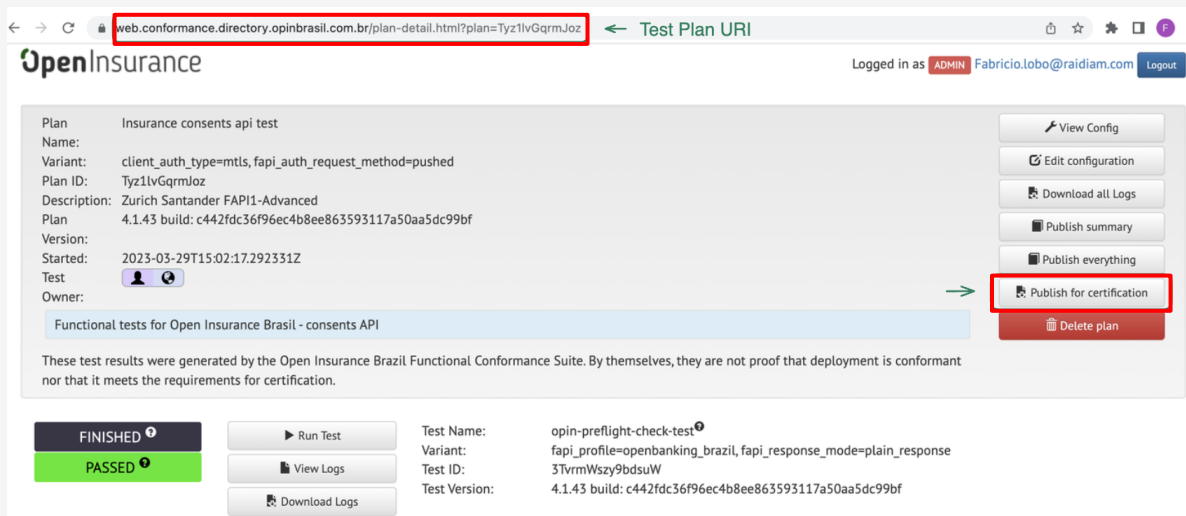 web.conformance.directory.opinbrasil.com.br/plan-detail.html?plan=Tyz1lvGqrmJoz
Test Plan URI
F
OpenInsurance
Logged in as ADMIN Fabricio.lobo@raidiam.com Logout
Plan Name: Insurance consents api test
Variant: client_auth_type=mtls, fapi_auth_request_method=pushed
Plan ID: Tyz1lvGqrmJoz
Description: Zurich Santander FAPI1-Advanced
Plan Version: 4.1.43 build: c442fdc36f96ec4b8ee863593117a50aa5dc99bf
Started: 2023-03-29T15:02:17.292331Z
Test Owner:
View Config
Edit configuration
Download all Logs
Publish summary
Publish everything
Publish for certification
Delete plan
Functional tests for Open Insurance Brasil - consents API
These test results were generated by the Open Insurance Brazil Functional Conformance Suite. By themselves, they are not proof that deployment is conformant
nor that it meets the requirements for certification.
FINISHED ?
PASSED ?
Run Test
View Logs
Download Logs
Test Name: opin-preflight-check-test ?
Variant: fapi_profile=openbanking_brazil, fapi_response_mode=plain_response
Test ID: 3TvrmWszy9bdsuW
Test Version: 4.1.43 build: c442fdc36f96ec4b8ee863593117a50aa5dc99bf